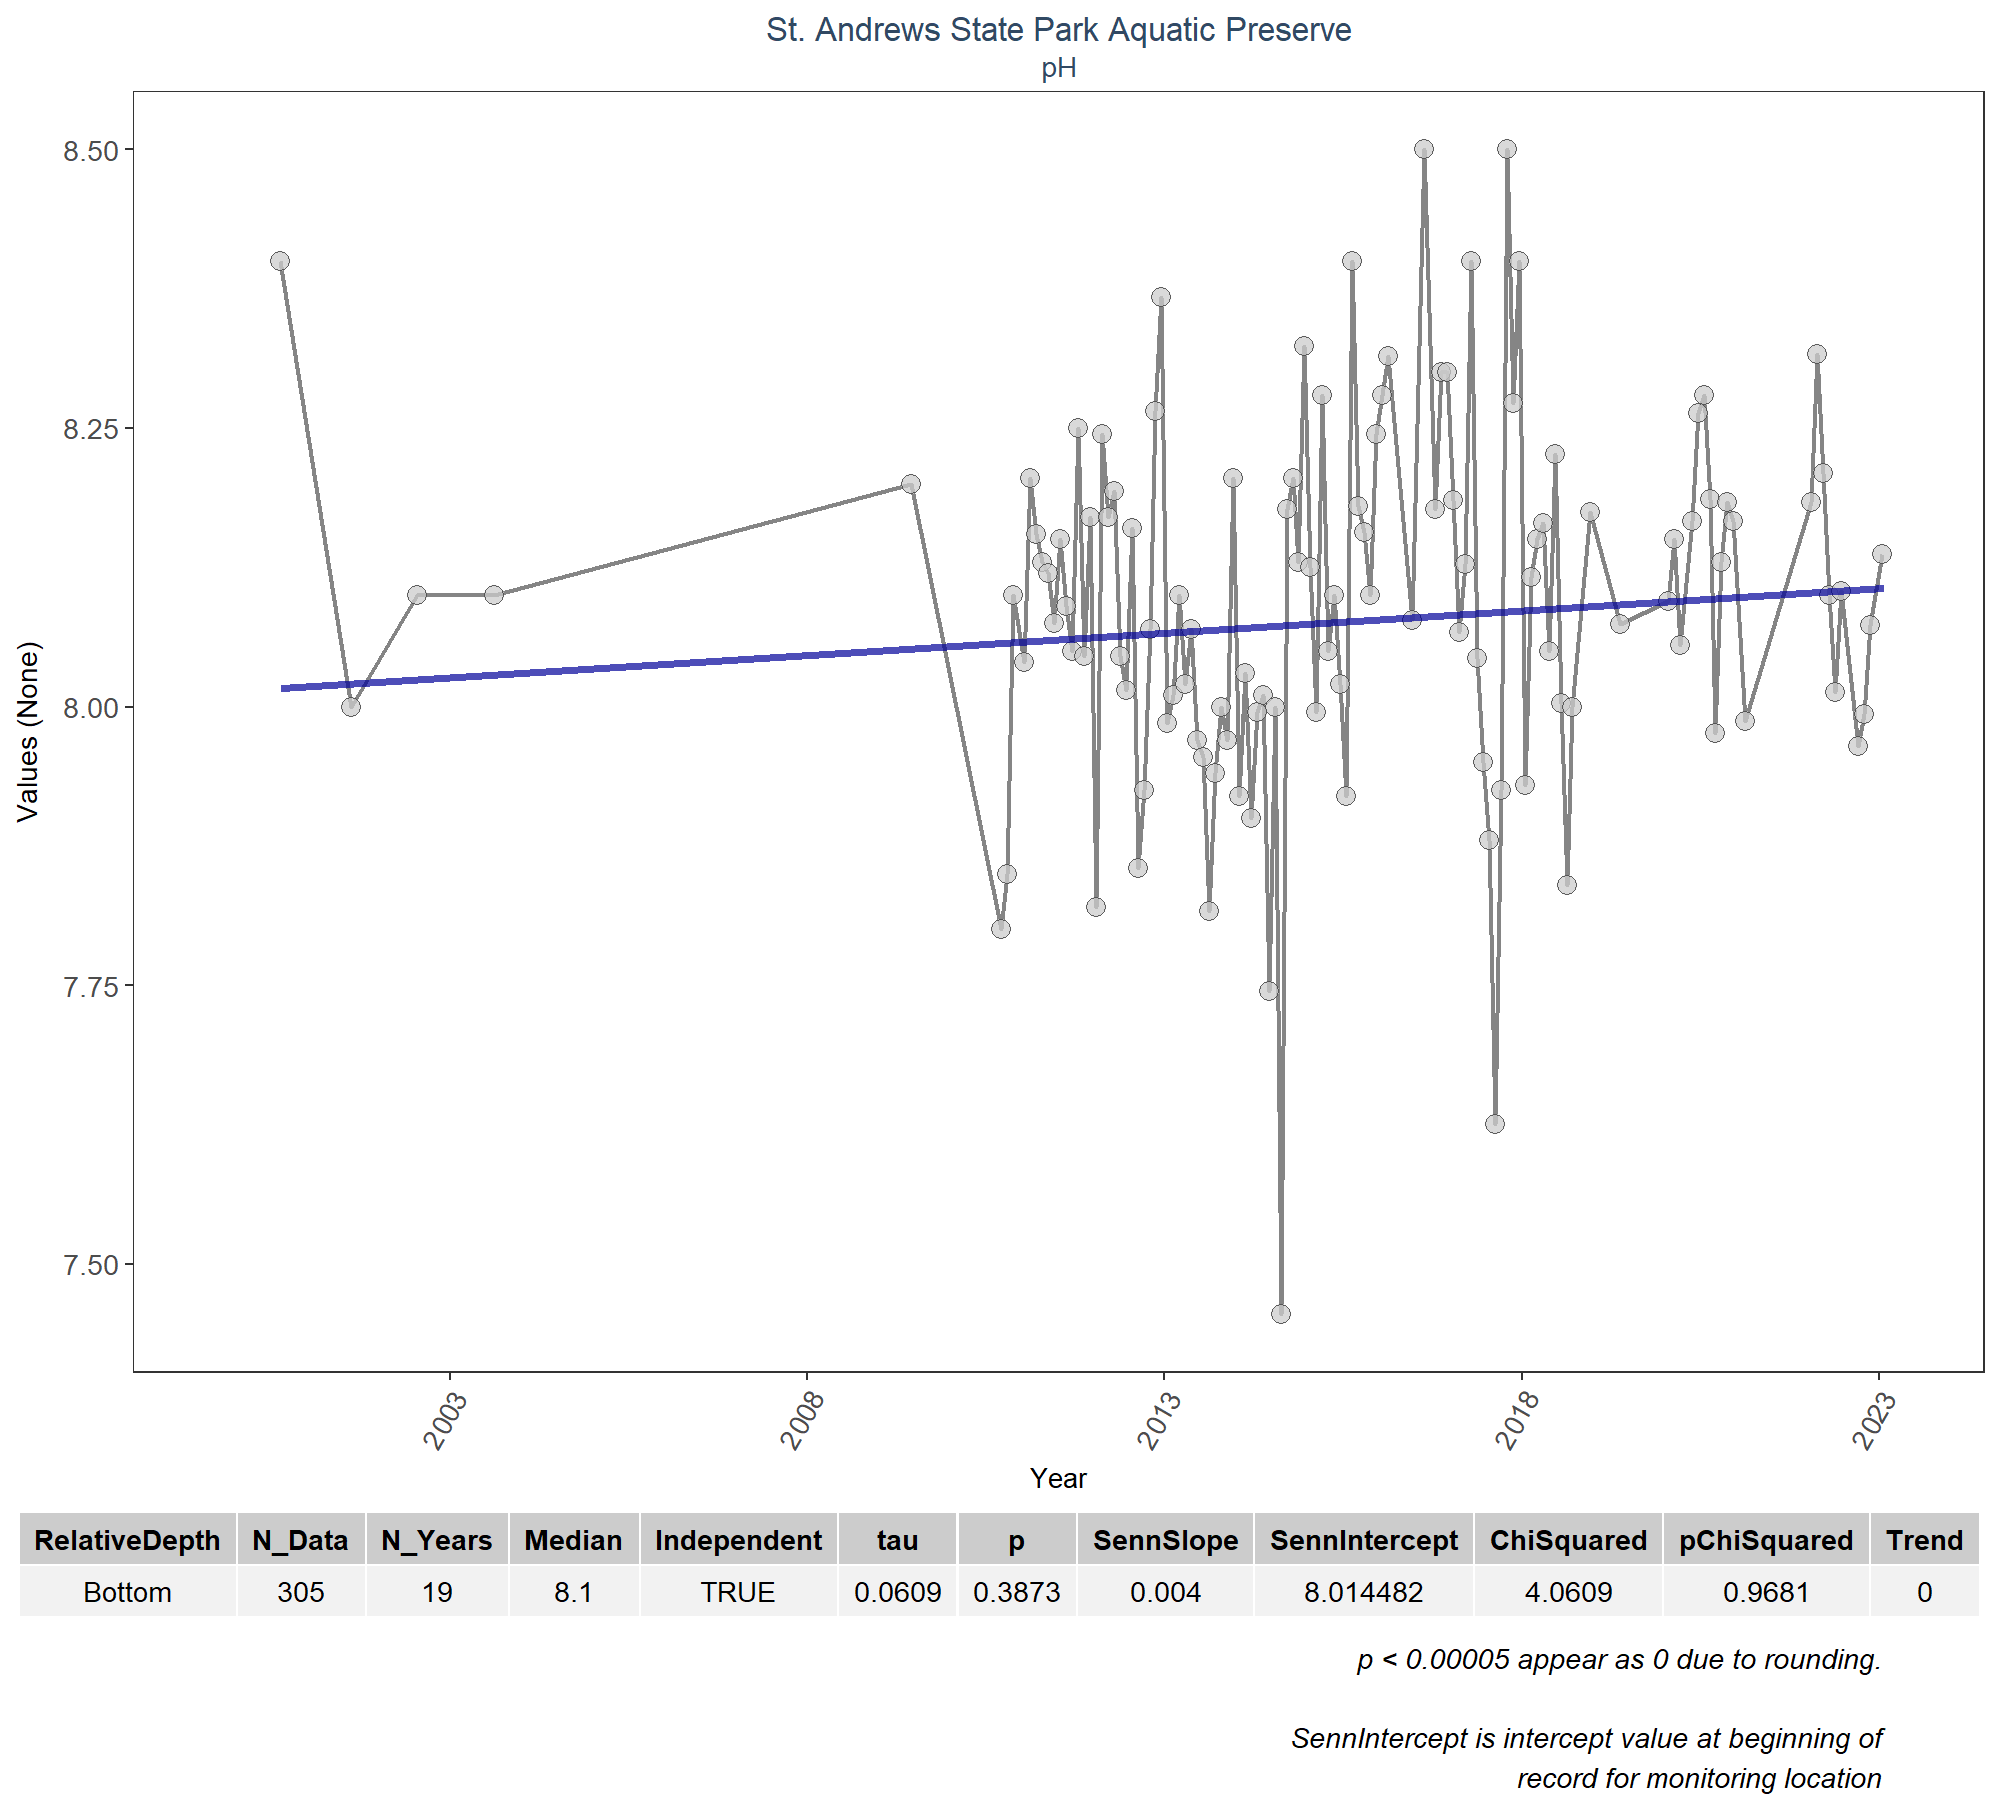 St. Andrews State Park Aquatic Preserve
pH
8.50
8.25
8.00
7.75
7.50
Values (None)
2003
2008
2013
2018
2023
Year
RelativeDepth N_Data N_Years Median Independent tau p SennSlope SennIntercept ChiSquared pChiSquared Trend
Bottom 305 19 8.1 TRUE 0.0609 0.3873 0.004 8.014482 4.0609 0.9681 0
p < 0.00005 appear as 0 due to rounding.
SennIntercept is intercept value at beginning of
record for monitoring location